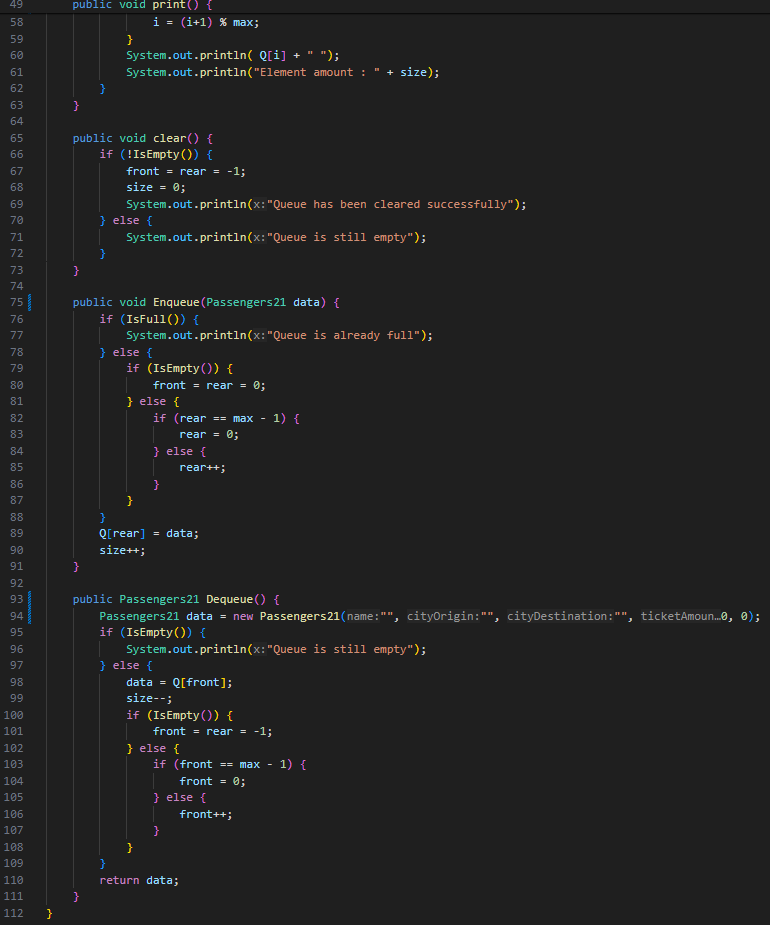 49 public void print() {
58 i = (i+1) % max;
59 }
60 System.out.println( Q[i] + " ");
61 System.out.println("Element amount : " + size);
62 }
63 }
64
65 public void clear() {
66 if (!IsEmpty()) {
67 front = rear = -1;
68 size = 0;
69 System.out.println(x:"Queue has been cleared successfully");
70 } else {
71 System.out.println(x:"Queue is still empty");
72 }
73 }
74
75 public void Enqueue(Passengers21 data) {
76 if (IsFull()) {
77 System.out.println(x:"Queue is already full");
78 } else {
79 if (IsEmpty()) {
80 front = rear = 0;
81 } else {
82 if (rear == max - 1) {
83 rear = 0;
84 } else {
85 rear++;
86 }
87 }
88 }
89 Q[rear] = data;
90 size++;
91 }
92
93 public Passengers21 Dequeue() {
94 Passengers21 data = new Passengers21(name:"", cityOrigin:"", cityDestination:"", ticketAmoun…0, 0);
95 if (IsEmpty()) {
96 System.out.println(x:"Queue is still empty");
97 } else {
98 data = Q[front];
99 size--;
100 if (IsEmpty()) {
101 front = rear = -1;
102 } else {
103 if (front == max - 1) {
104 front = 0;
105 } else {
106 front++;
107 }
108 }
109 }
110 return data;
111 }
112 }